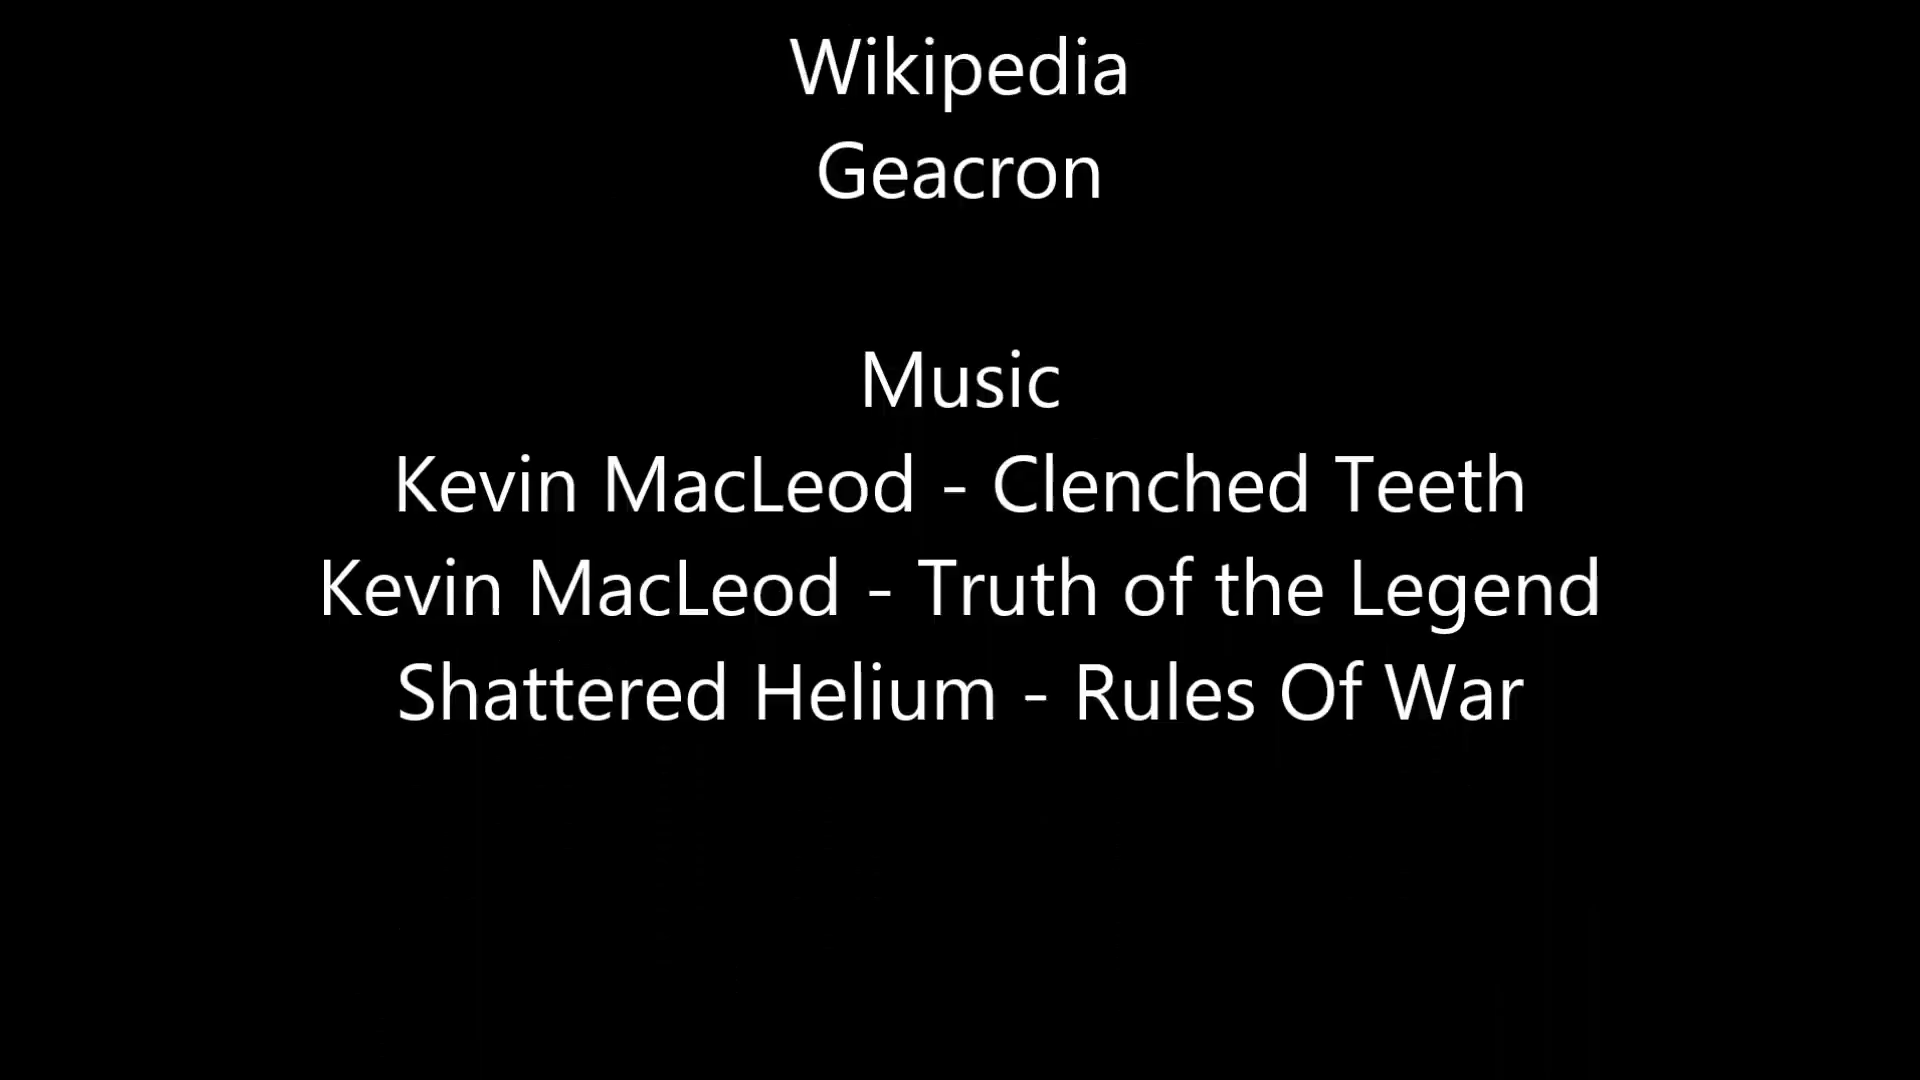 Wikipedia
Geacron
Music
Kevin MacLeod - Clenched Teeth
Kevin MacLeod - Truth of the Legend
Shattered Helium - Rules Of War